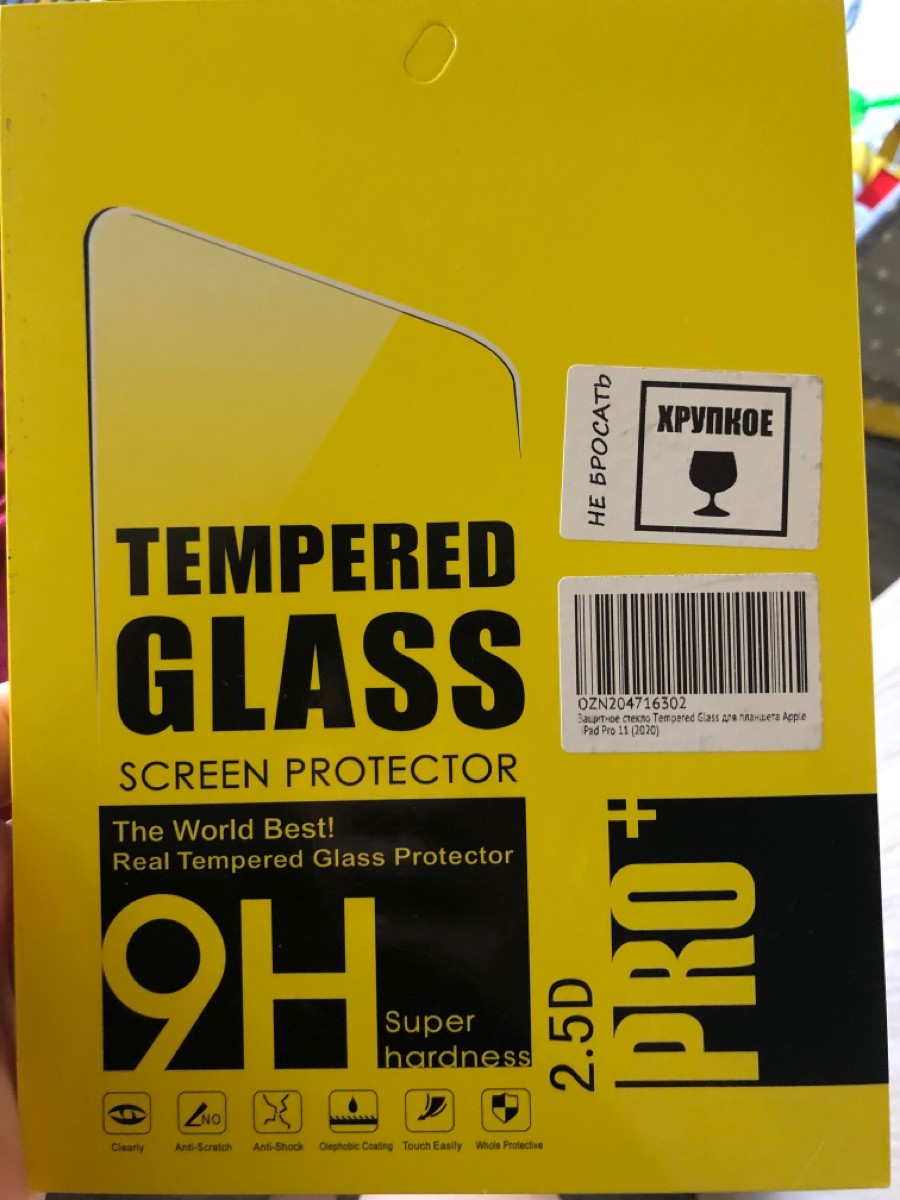 НЕ БРОСАТЬ
ХРУПКОЕ
TEMPERED
GLASS
SCREEN PROTECTOR
OZN204716302
Защитное стекло Tempered Glass для планшета Apple
iPad Pro 11 (2020)
The World Best!
Real Tempered Glass Protector
9H
Super
hardness
2.5D
PRO+
NO
Clearly
Anti-Scratch
Anti-Shock
Olephobic Coating
Touch Easily
Whole Protective